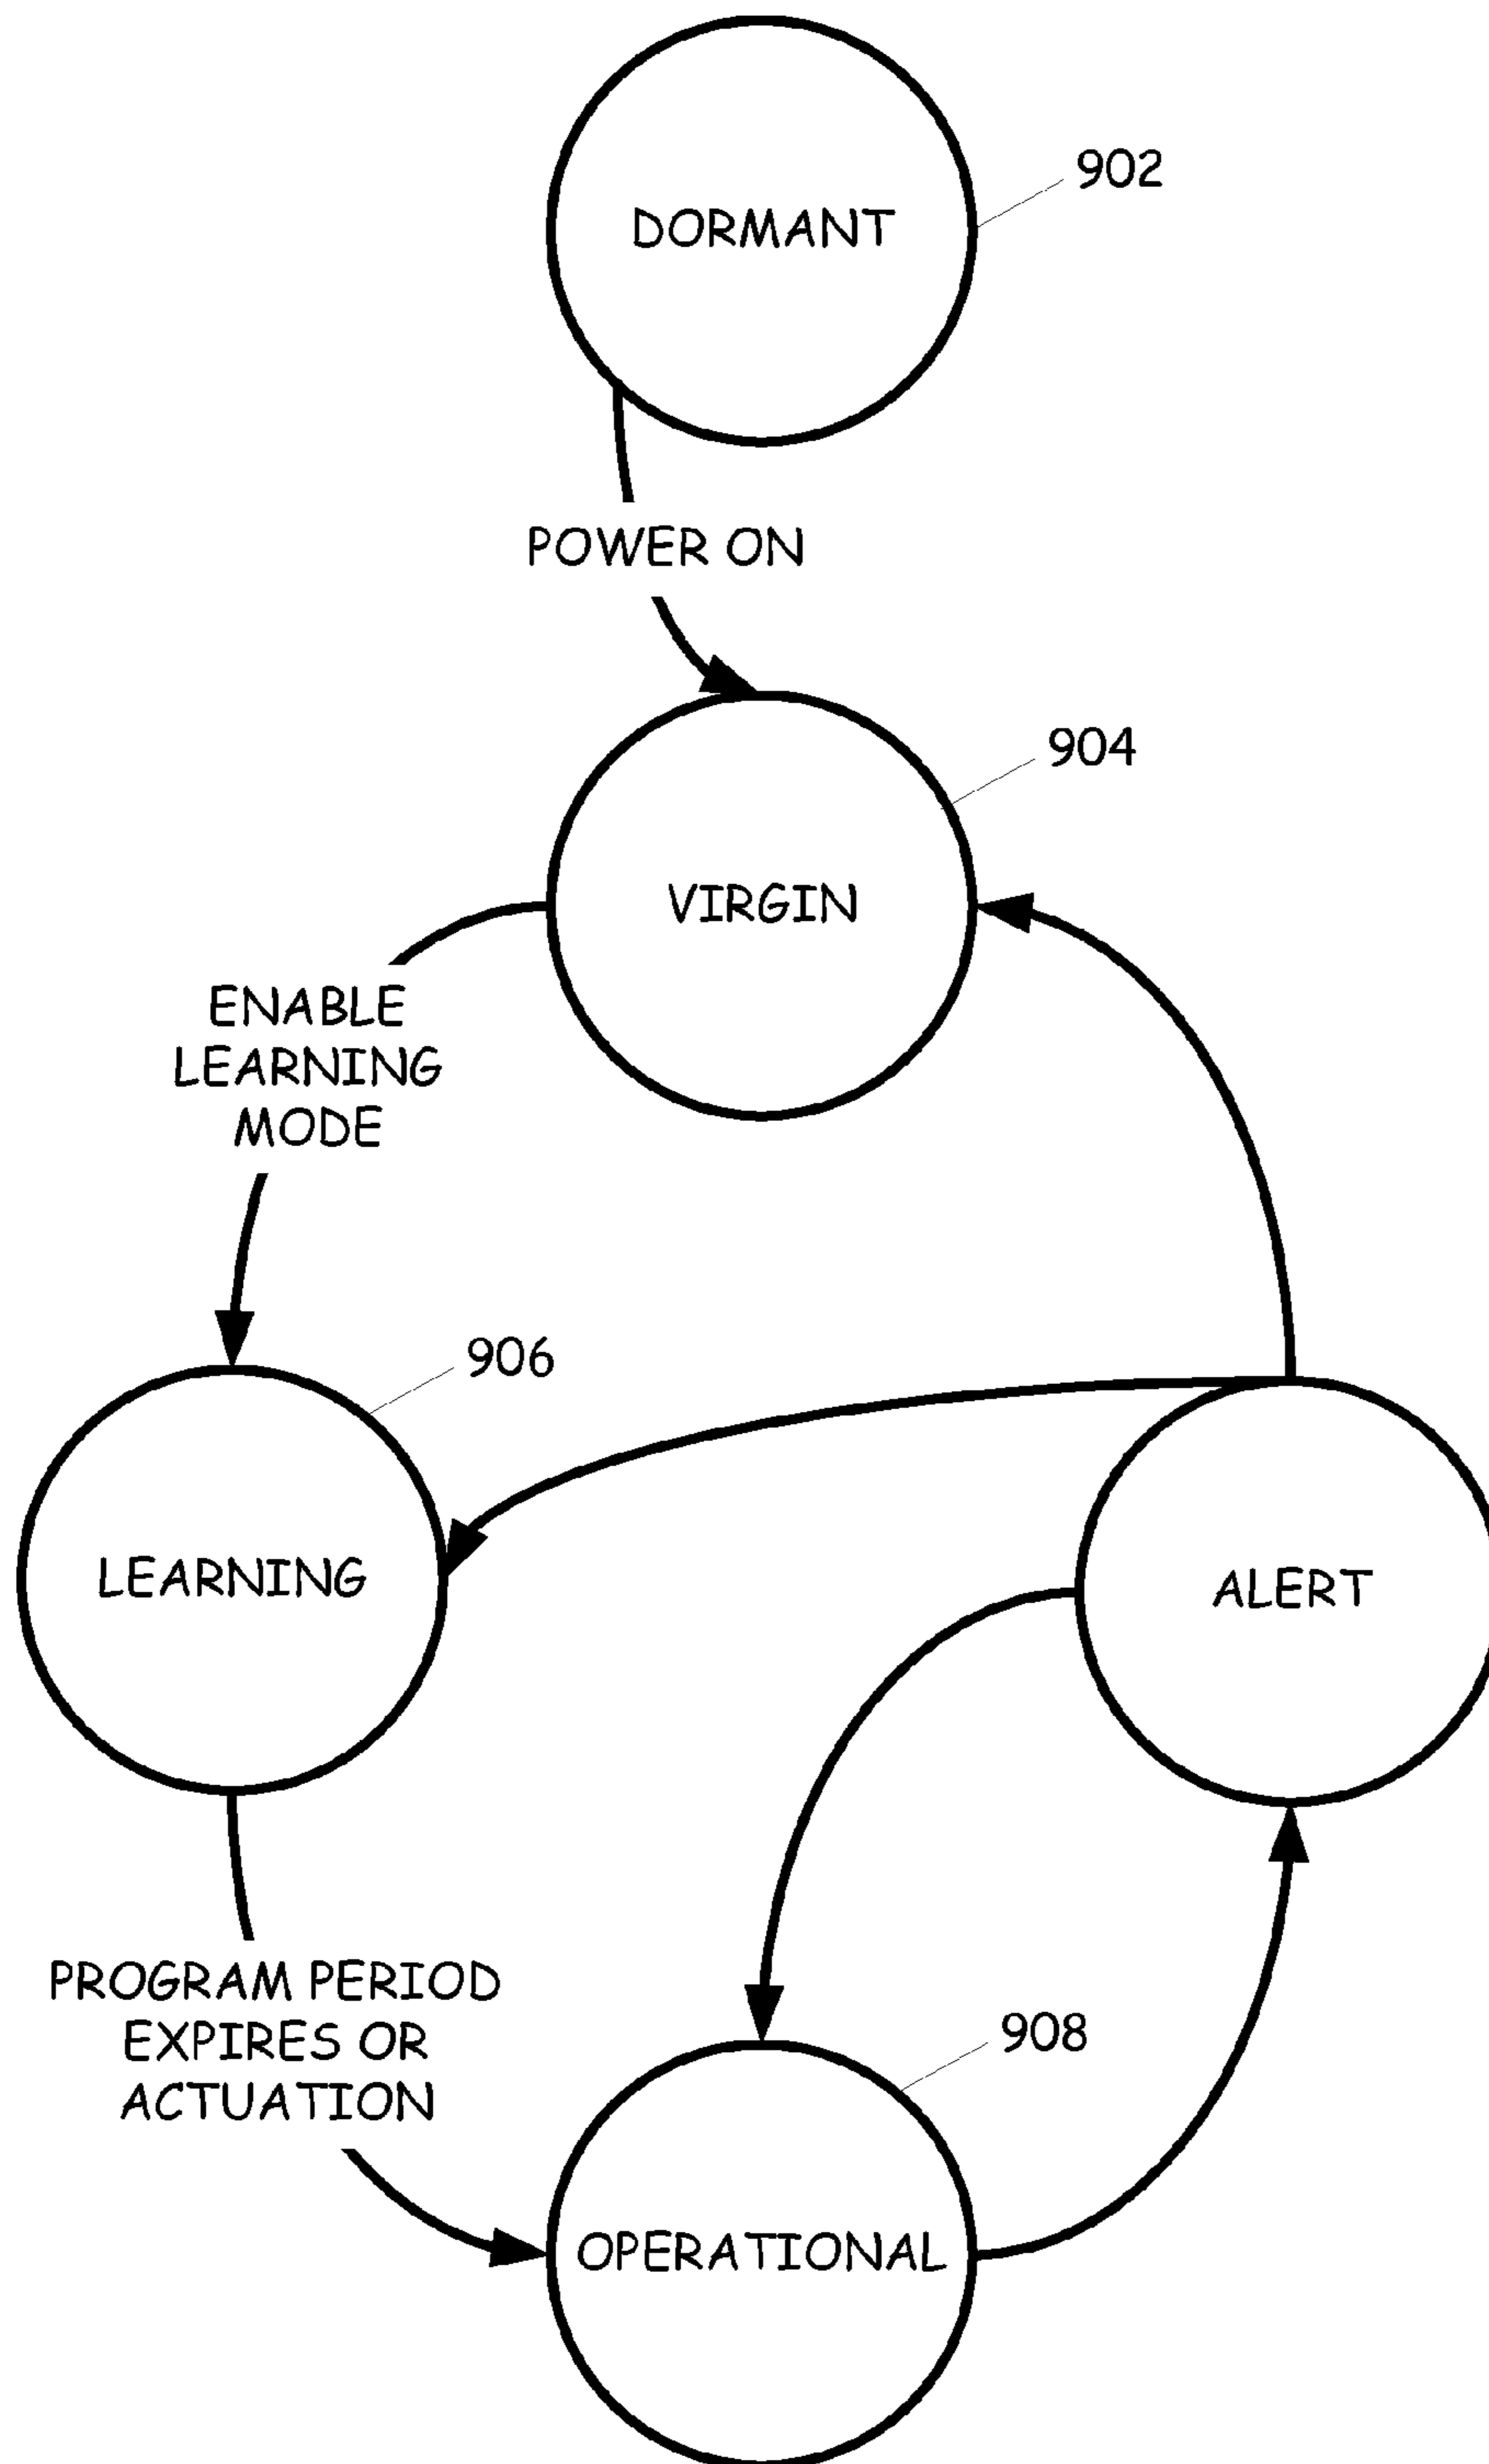 DORMANT
902
POWER ON
904
VIRGIN
ENABLE
LEARNING
MODE
906
LEARNING
ALERT
PROGRAM PERIOD
EXPIRES OR
ACTUATION
908
OPERATIONAL